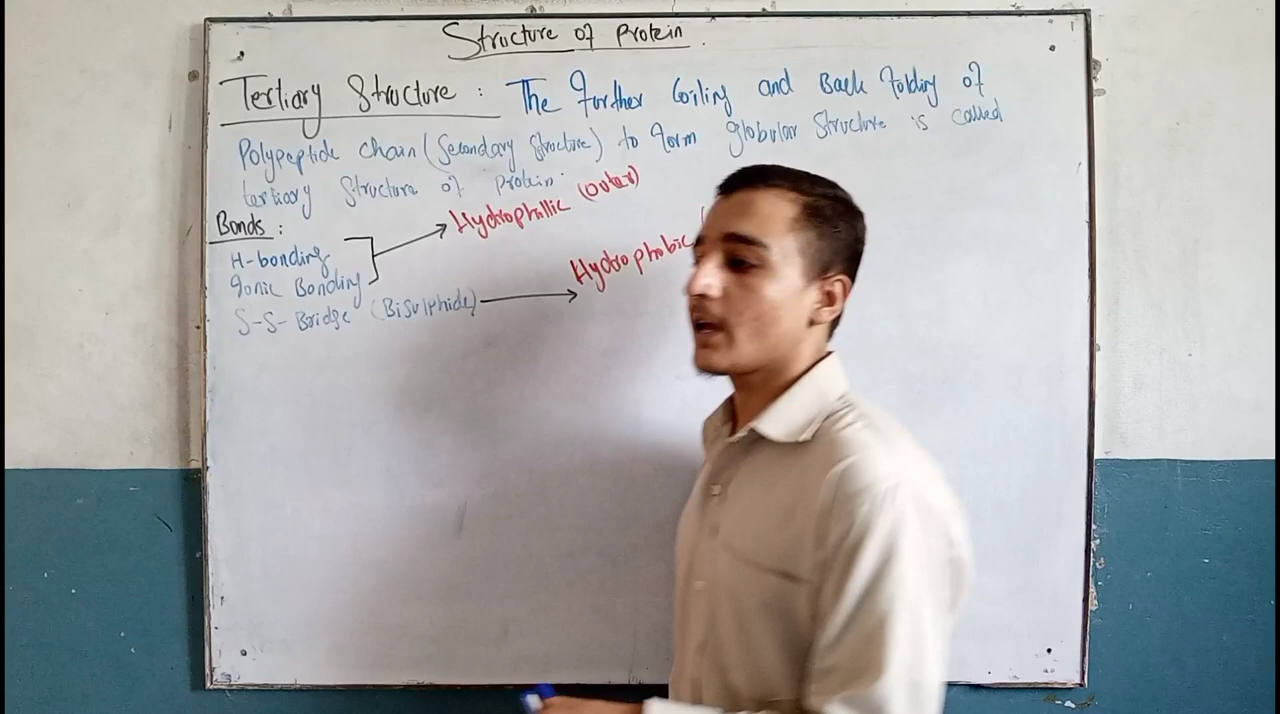 Structure of Protein.
Tertiary Structure : The further Coiling and Back folding of
Polypeptide chain (Secondary Structure) to form globular structure is called
tertiary structure of protein.
Bonds :
Hydrophillic (outer)
H-bonding
Ionic Bonding
Hydrophobic (
S-S- Bridge (Bisulphide)